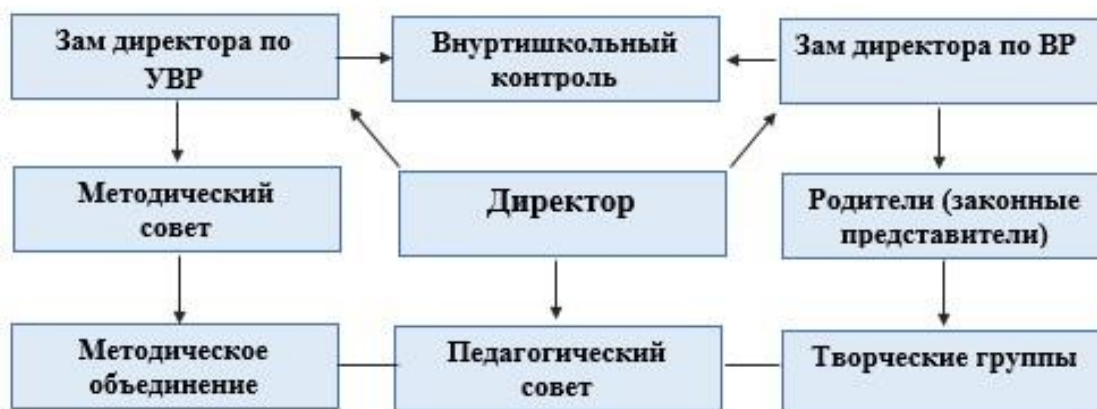 Зам директора по
УВР
Внуртишкольный
контроль
Зам директора по ВР
Методический
совет
Директор
Родители (законные
представители)
Методическое
объединение
Педагогический
совет
Творческие группы